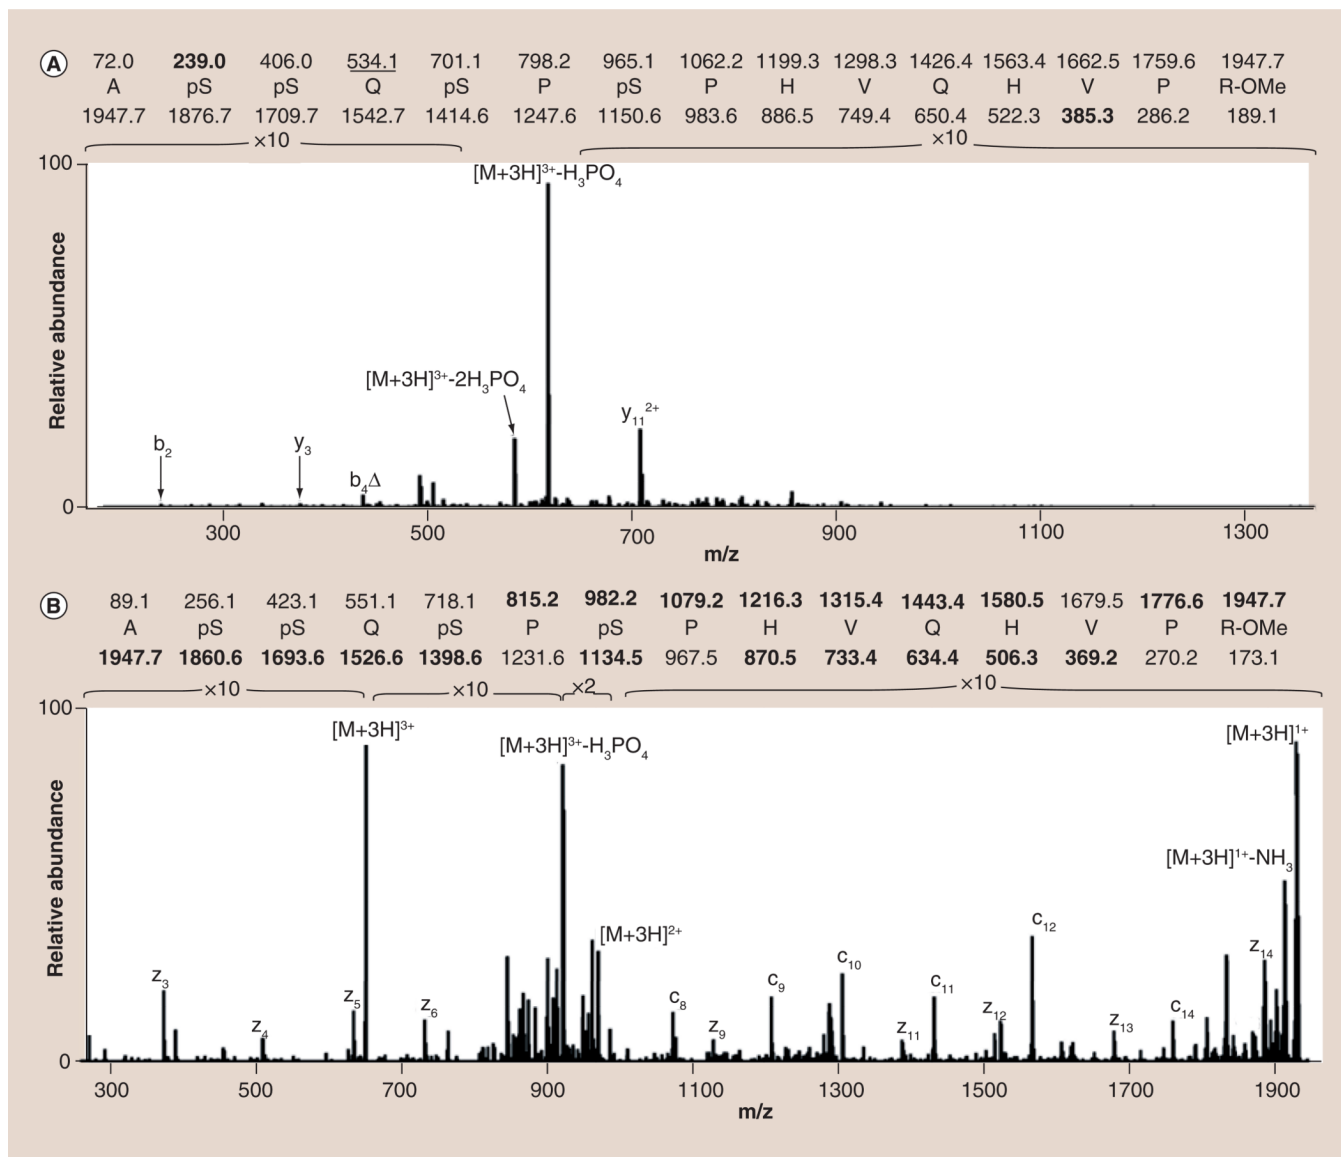 A 72.0 239.0 406.0 534.1 701.1 798.2 965.1 1062.2 1199.3 1298.3 1426.4 1563.4 1662.5 1759.6 1947.7
A pS pS Q pS P pS P H V Q H V P R-OMe
1947.7 1876.7 1709.7 1542.7 1414.6 1247.6 1150.6 983.6 886.5 749.4 650.4 522.3 385.3 286.2 189.1
×10 ×10
100
[M+3H]³⁺-H₃PO₄
Relative abundance
[M+3H]³⁺-2H₃PO₄
y₁₁²⁺
b₂ y₃
b₄Δ
0
300 500 700 900 1100 1300
m/z
B 89.1 256.1 423.1 551.1 718.1 815.2 982.2 1079.2 1216.3 1315.4 1443.4 1580.5 1679.5 1776.6 1947.7
A pS pS Q pS P pS P H V Q H V P R-OMe
1947.7 1860.6 1693.6 1526.6 1398.6 1231.6 1134.5 967.5 870.5 733.4 634.4 506.3 369.2 270.2 173.1
×10 ×10 ×2 ×10
100
[M+3H]³⁺ [M+3H]³⁺-H₃PO₄ [M+3H]¹⁺
Relative abundance
[M+3H]¹⁺-NH₃
[M+3H]²⁺
c₁₂
z₃ z₅ z₆ z₄ c₈ z₉ c₉ c₁₀ z₁₁ c₁₁ z₁₂ z₁₃ c₁₄ z₁₄
0
300 500 700 900 1100 1300 1500 1700 1900
m/z